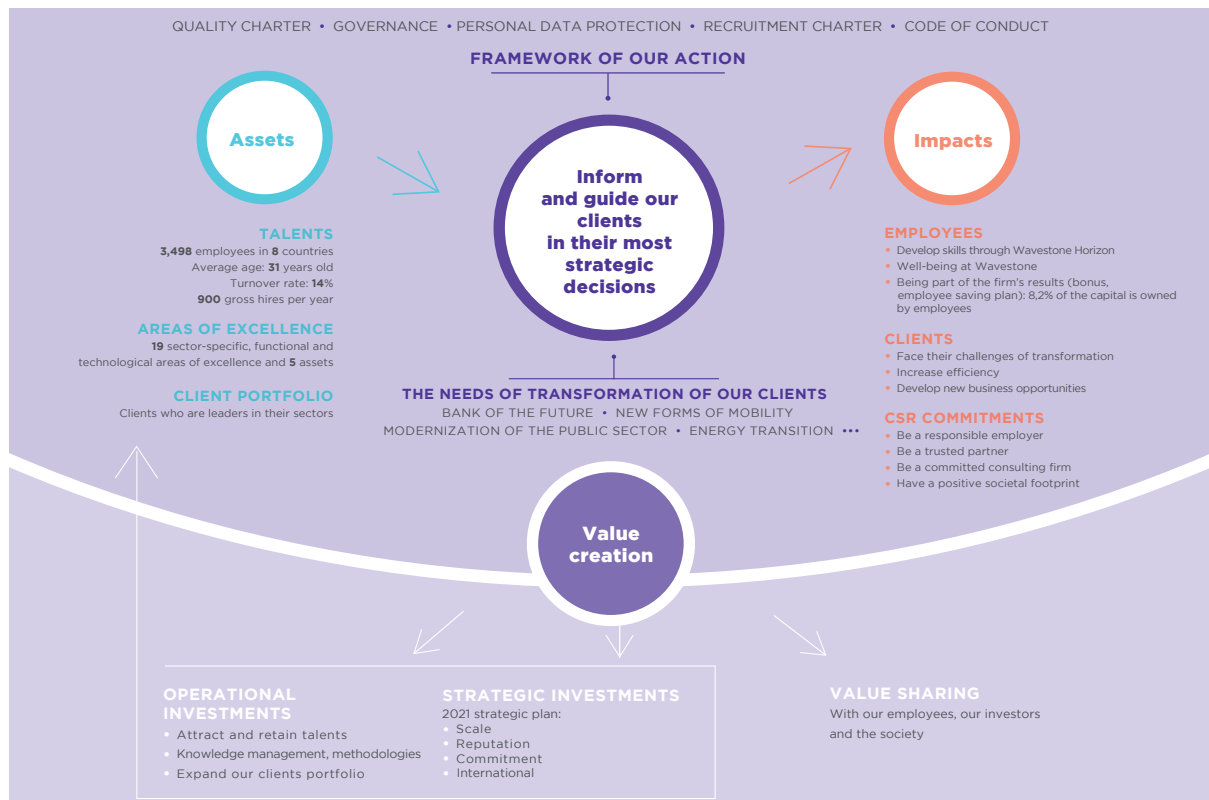 QUALITY CHARTER • GOVERNANCE • PERSONAL DATA PROTECTION • RECRUITMENT CHARTER • CODE OF CONDUCT
FRAMEWORK OF OUR ACTION
Assets
TALENTS
3,498 employees in 8 countries
Average age: 31 years old
Turnover rate: 14%
900 gross hires per year
AREAS OF EXCELLENCE
19 sector-specific, functional and
technological areas of excellence and 5 assets
CLIENT PORTFOLIO
Clients who are leaders in their sectors
Inform
and guide our
clients
in their most
strategic
decisions
THE NEEDS OF TRANSFORMATION OF OUR CLIENTS
BANK OF THE FUTURE • NEW FORMS OF MOBILITY
MODERNIZATION OF THE PUBLIC SECTOR • ENERGY TRANSITION •••
Impacts
EMPLOYEES
• Develop skills through Wavestone Horizon
• Well-being at Wavestone
• Being part of the firm's results (bonus,
employee saving plan): 8,2% of the capital is owned
by employees
CLIENTS
• Face their challenges of transformation
• Increase efficiency
• Develop new business opportunities
CSR COMMITMENTS
• Be a responsible employer
• Be a trusted partner
• Be a committed consulting firm
• Have a positive societal footprint
Value
creation
OPERATIONAL
INVESTMENTS
• Attract and retain talents
• Knowledge management, methodologies
• Expand our clients portfolio
STRATEGIC INVESTMENTS
2021 strategic plan:
• Scale
• Reputation
• Commitment
• International
VALUE SHARING
With our employees, our investors
and the society